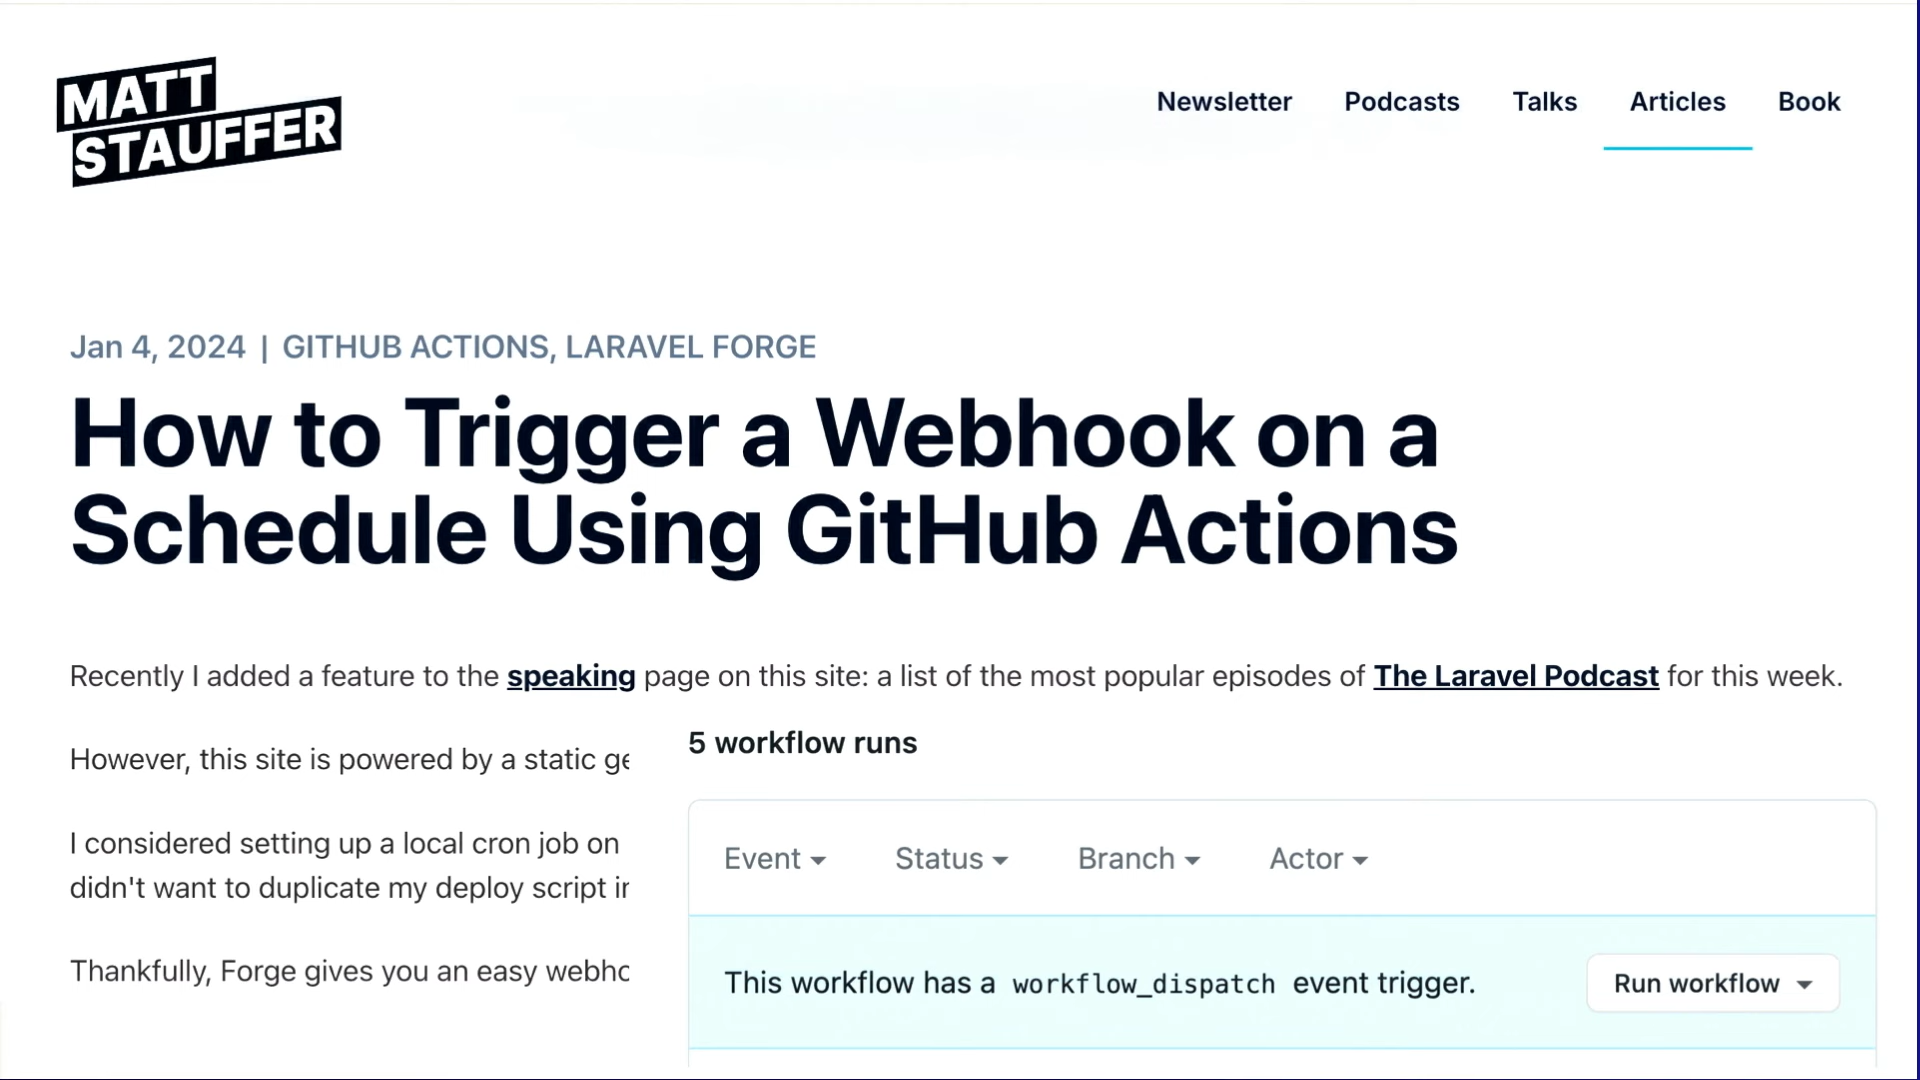 MATT
STAUFFER
Newsletter Podcasts Talks Articles Book
Jan 4, 2024 | GITHUB ACTIONS, LARAVEL FORGE
How to Trigger a Webhook on a
Schedule Using GitHub Actions
Recently I added a feature to the speaking page on this site: a list of the most popular episodes of The Laravel Podcast for this week.
However, this site is powered by a static
I considered setting up a local cron job on
didn't want to duplicate my deploy script
Thankfully, Forge gives you an easy
5 workflow runs
Event Status Branch Actor
This workflow has a workflow_dispatch event trigger.
Run workflow